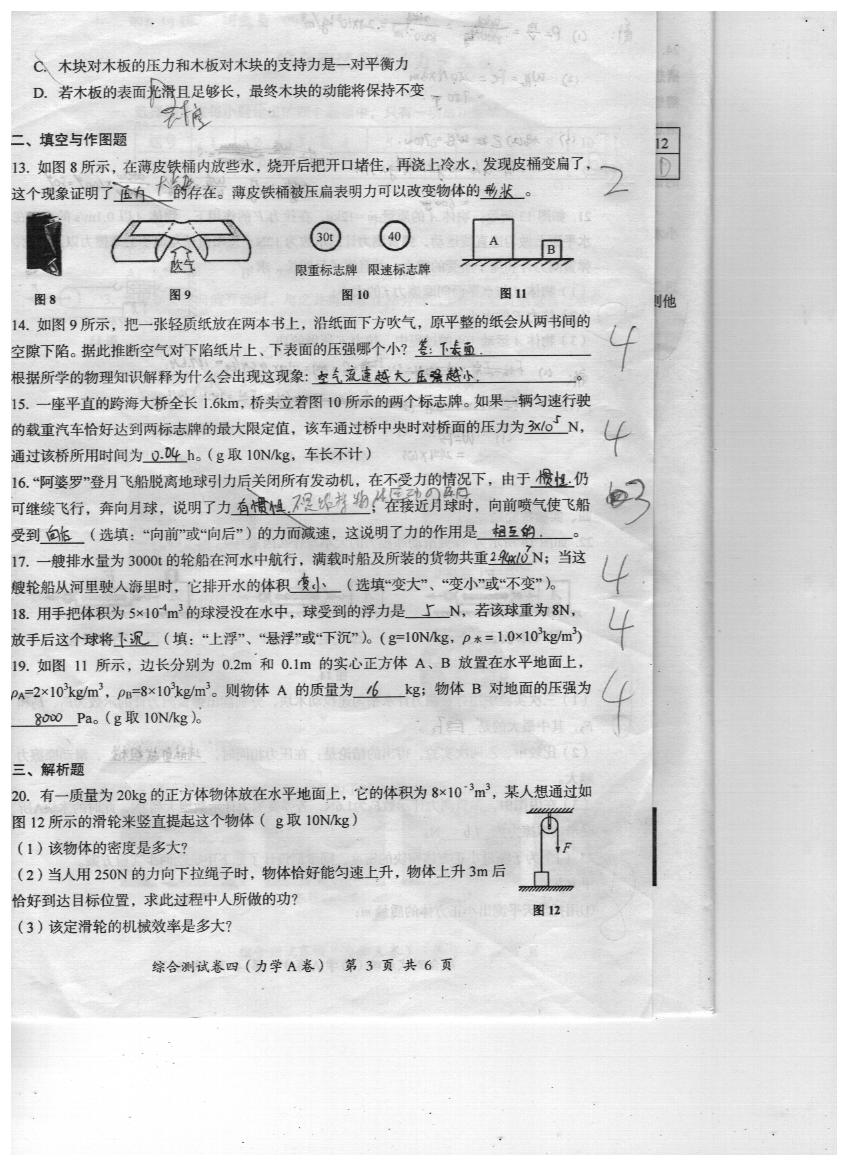 C. 木块对木板的压力和木板对木块的支持力是一对平衡力
D. 若木板的表面光滑且足够长，最终木块的动能将保持不变
二、填空与作图题
12
13. 如图 8 所示，在薄皮铁桶内放些水，烧开后把开口堵住，再浇上冷水，发现皮桶变扁了，
2
这个现象证明了 压力 大气压 的存在。薄皮铁桶被压扁表明力可以改变物体的 形状 。
吹气
30t
40
A
B
限重标志牌 限速标志牌
图 8
图 9
图 10
图 11
则他
14. 如图 9 所示，把一张轻质纸放在两本书上，沿纸面下方吹气，原平整的纸会从两书间的
空隙下陷。据此推断空气对下陷纸片上、下表面的压强哪个小？ 答：下表面.
4
根据所学的物理知识解释为什么会出现这现象： 空气流速越大,压强越小. 。
15. 一座平直的跨海大桥全长 1.6km，桥头立着图 10 所示的两个标志牌。如果一辆匀速行驶
的载重汽车恰好达到两标志牌的最大限定值，该车通过桥中央时对桥面的压力为 3×10⁵ N，
4
通过该桥所用时间为 0.04 h。（g 取 10N/kg，车长不计）
16. “阿婆罗”登月飞船脱离地球引力后关闭所有发动机，在不受力的情况下，由于 惯性. 仍
3
可继续飞行，奔向月球，说明了力 有惯性. ；在接近月球时，向前喷气使飞船
受到 向后 （选填：“向前”或“向后”）的力而减速，这说明了力的作用是 相互的. 。
17. 一艘排水量为 3000t 的轮船在河水中航行，满载时船及所装的货物共重 2.94×10⁷ N；当这
4
艘轮船从河里驶人海里时，它排开水的体积 变小 （选填“变大”、“变小”或“不变”）。
18. 用手把体积为 5×10⁻⁴m³ 的球浸没在水中，球受到的浮力是 5 N，若该球重为 8N，
4
放手后这个球将 下沉 （填：“上浮”、“悬浮”或“下沉”）。（g=10N/kg，ρ水＝1.0×10³kg/m³）
19. 如图 11 所示，边长分别为 0.2m 和 0.1m 的实心正方体 A、B 放置在水平地面上，
ρA=2×10³kg/m³，ρB=8×10³kg/m³。则物体 A 的质量为 16 kg；物体 B 对地面的压强为
4
8000 Pa。（g 取 10N/kg）。
三、解析题
20. 有一质量为 20kg 的正方体物体放在水平地面上，它的体积为 8×10⁻³m³，某人想通过如
图 12 所示的滑轮来竖直提起这个物体（ g 取 10N/kg）
（1）该物体的密度是多大？
（2）当人用 250N 的力向下拉绳子时，物体恰好能匀速上升，物体上升 3m 后
恰好到达目标位置，求此过程中人所做的功？
（3）该定滑轮的机械效率是多大？
F
图 12
综合测试卷四（力学A卷） 第 3 页 共 6 页